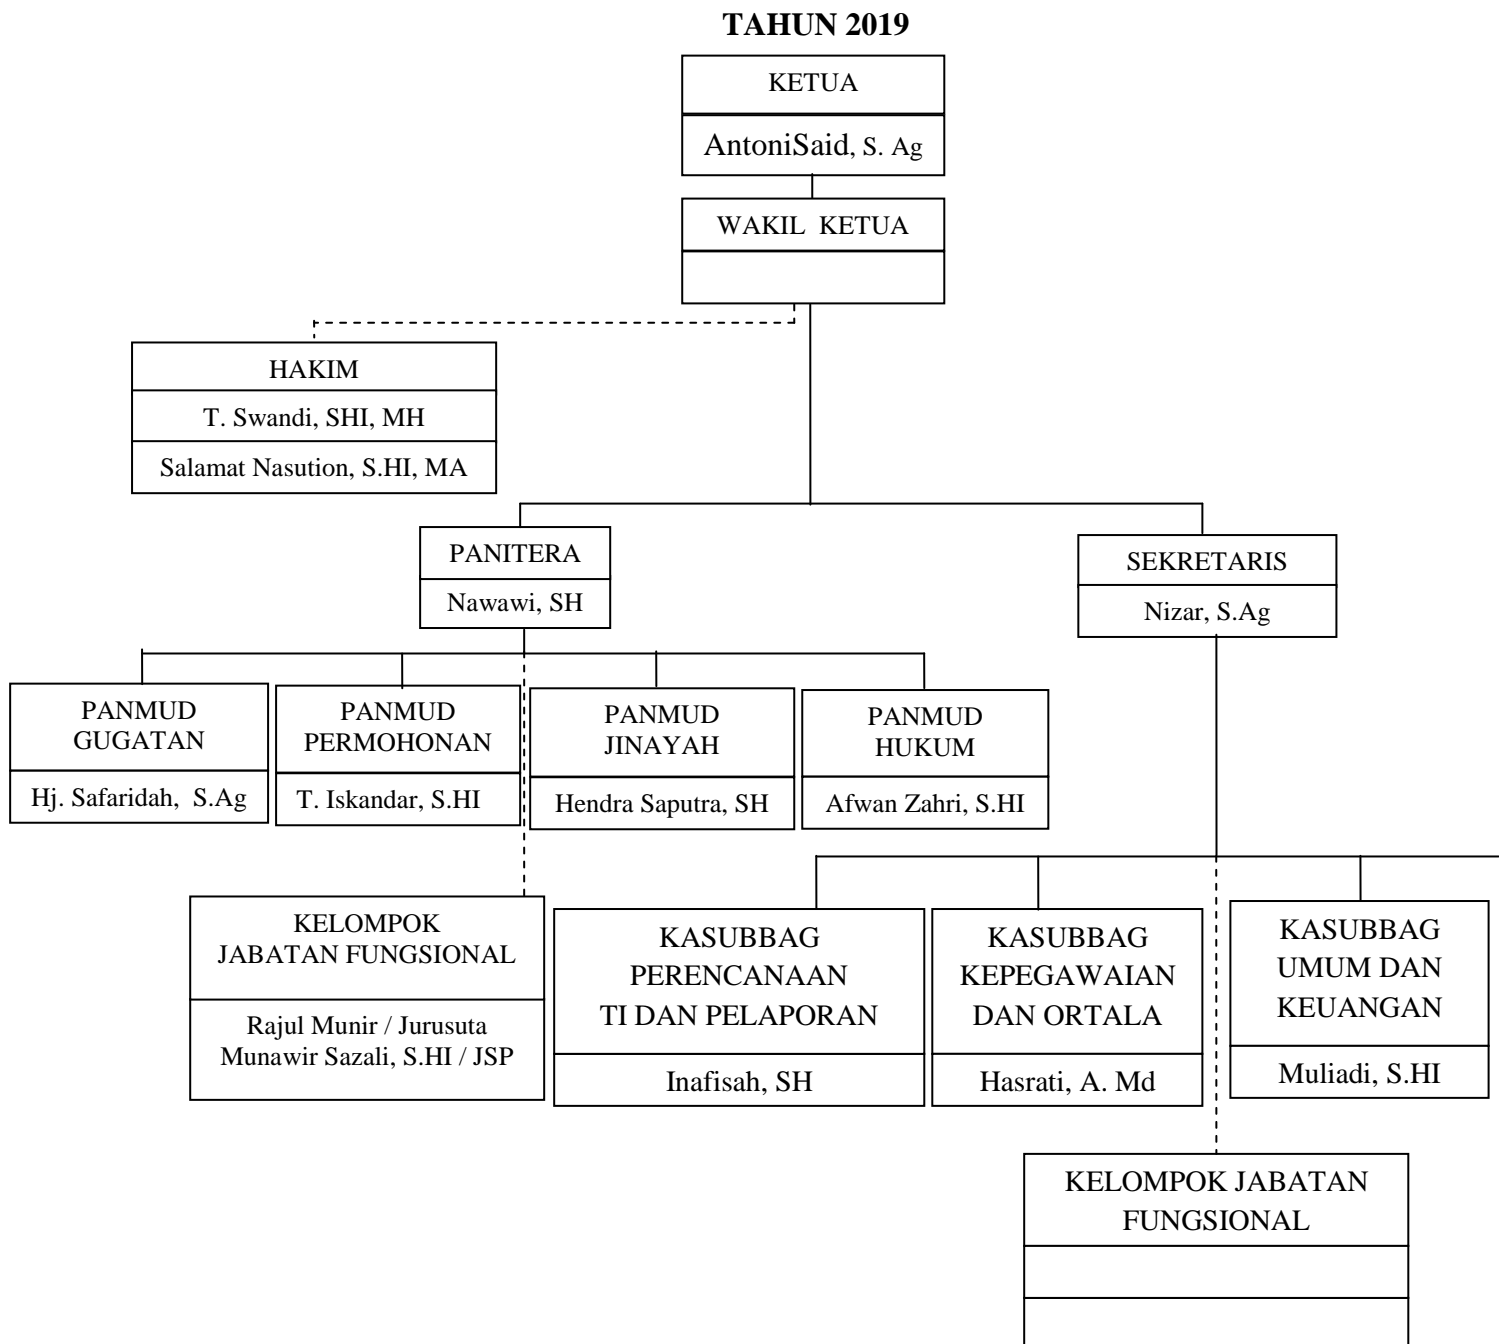 TAHUN 2019
KETUA
AntoniSaid, S. Ag
WAKIL KETUA
HAKIM
T. Swandi, SHI, MH
Salamat Nasution, S.HI, MA
PANITERA
Nawawi, SH
SEKRETARIS
Nizar, S.Ag
PANMUD
GUGATAN
Hj. Safaridah, S.Ag
PANMUD
PERMOHONAN
T. Iskandar, S.HI
PANMUD
JINAYAH
Hendra Saputra, SH
PANMUD
HUKUM
Afwan Zahri, S.HI
KELOMPOK
JABATAN FUNGSIONAL
Rajul Munir / Jurusuta
Munawir Sazali, S.HI / JSP
KASUBBAG
PERENCANAAN
TI DAN PELAPORAN
Inafisah, SH
KASUBBAG
KEPEGAWAIAN
DAN ORTALA
Hasrati, A. Md
KASUBBAG
UMUM DAN
KEUANGAN
Muliadi, S.HI
KELOMPOK JABATAN
FUNGSIONAL